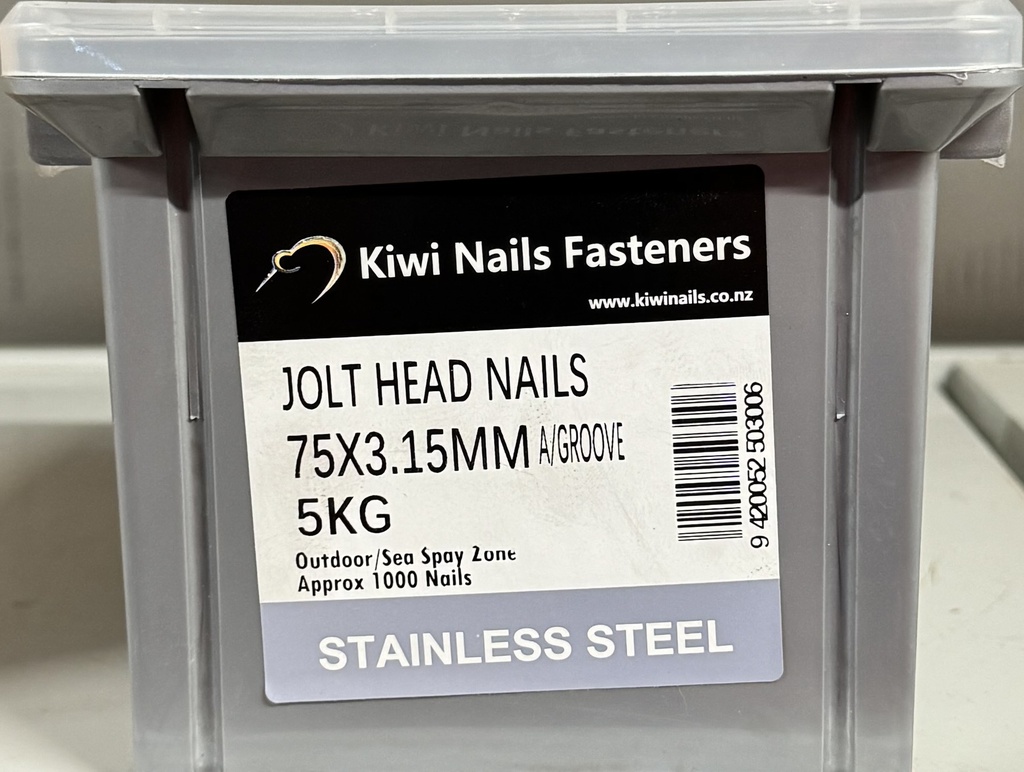 Kiwi Nails Fasteners
www.kiwinails.co.nz
JOLT HEAD NAILS
75X3.15MM A/GROOVE
5KG
Outdoor/Sea Spay Zone
Approx 1000 Nails
9 420052 503006
STAINLESS STEEL